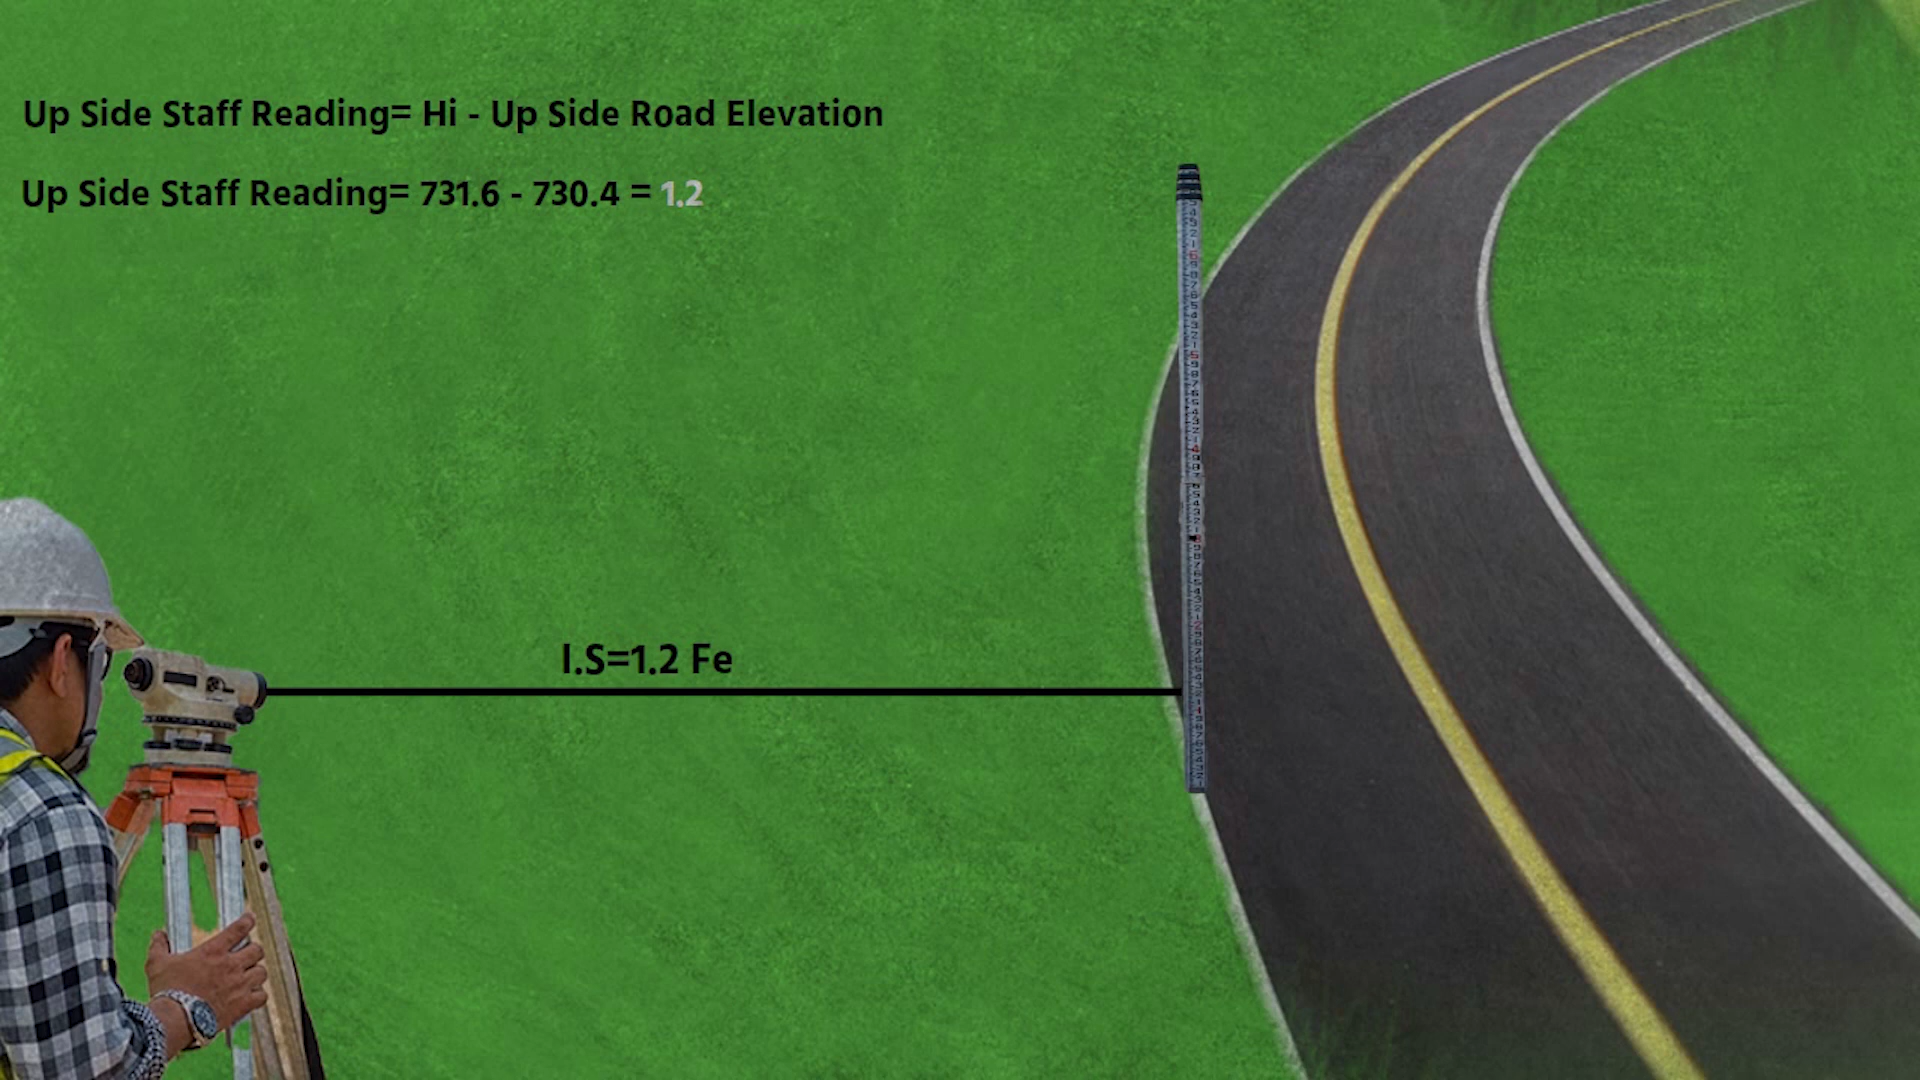 Up Side Staff Reading= Hi - Up Side Road Elevation
Up Side Staff Reading= 731.6 - 730.4 = 1.2
I.S=1.2 Fe